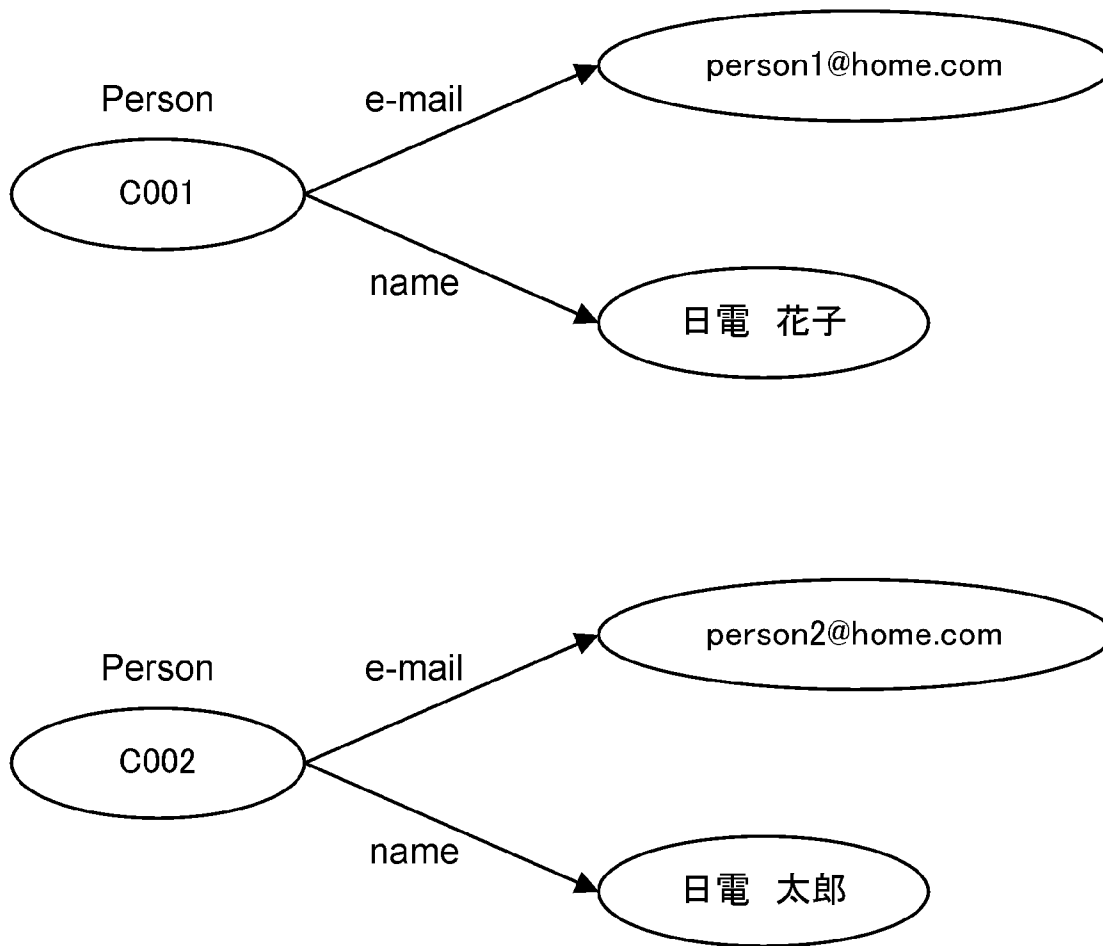 person1@home.com
Person
e-mail
C001
name
日電　花子
person2@home.com
Person
e-mail
C002
name
日電　太郎